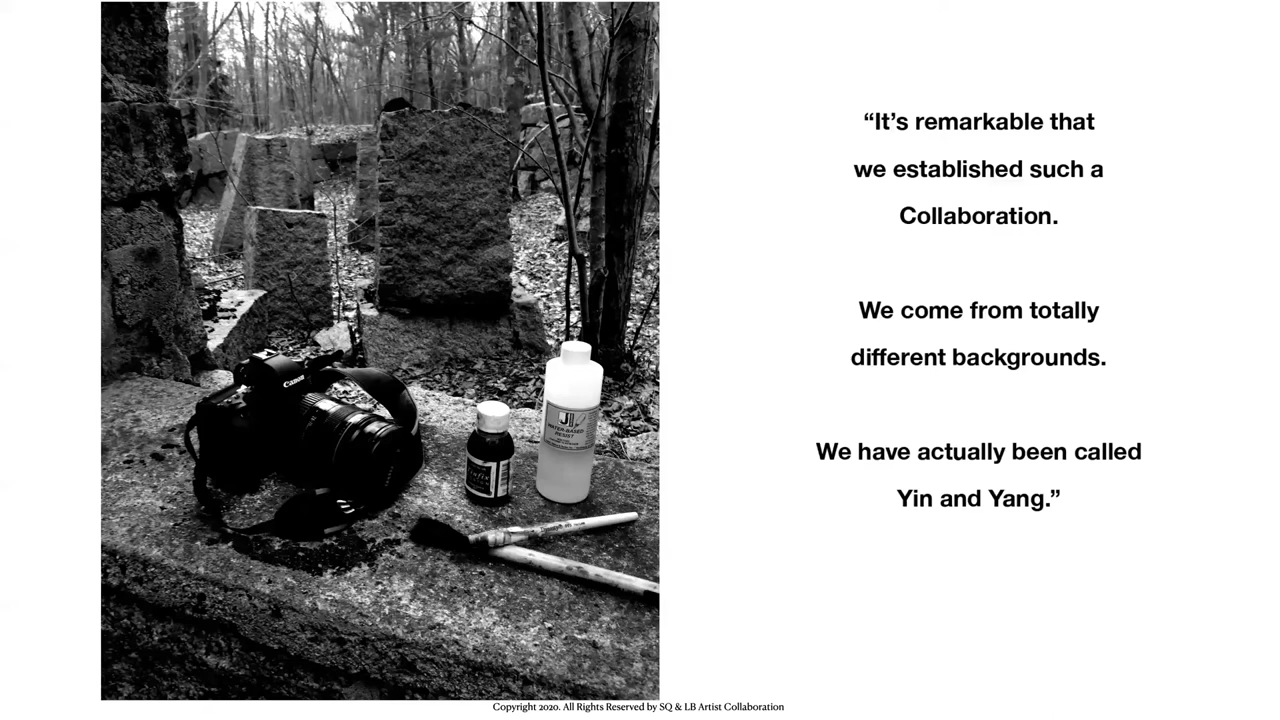 “It’s remarkable that
we established such a
Collaboration.
We come from totally
different backgrounds.
We have actually been called
Yin and Yang.”
Canon
WATER-BASED
RESIST
Copyright 2020. All Rights Reserved by SQ & LB Artist Collaboration